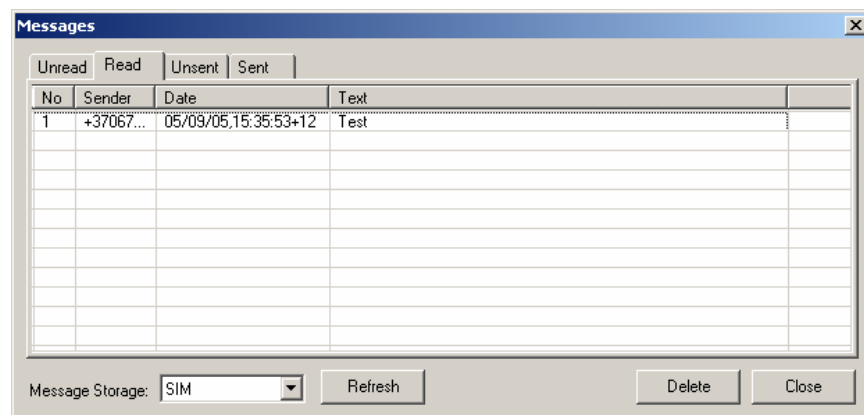 Messages
Unread Read Unsent Sent
No Sender Date Text
1 +37067... 05/09/05,15:35:53+12 Test
Message Storage: SIM Refresh Delete Close